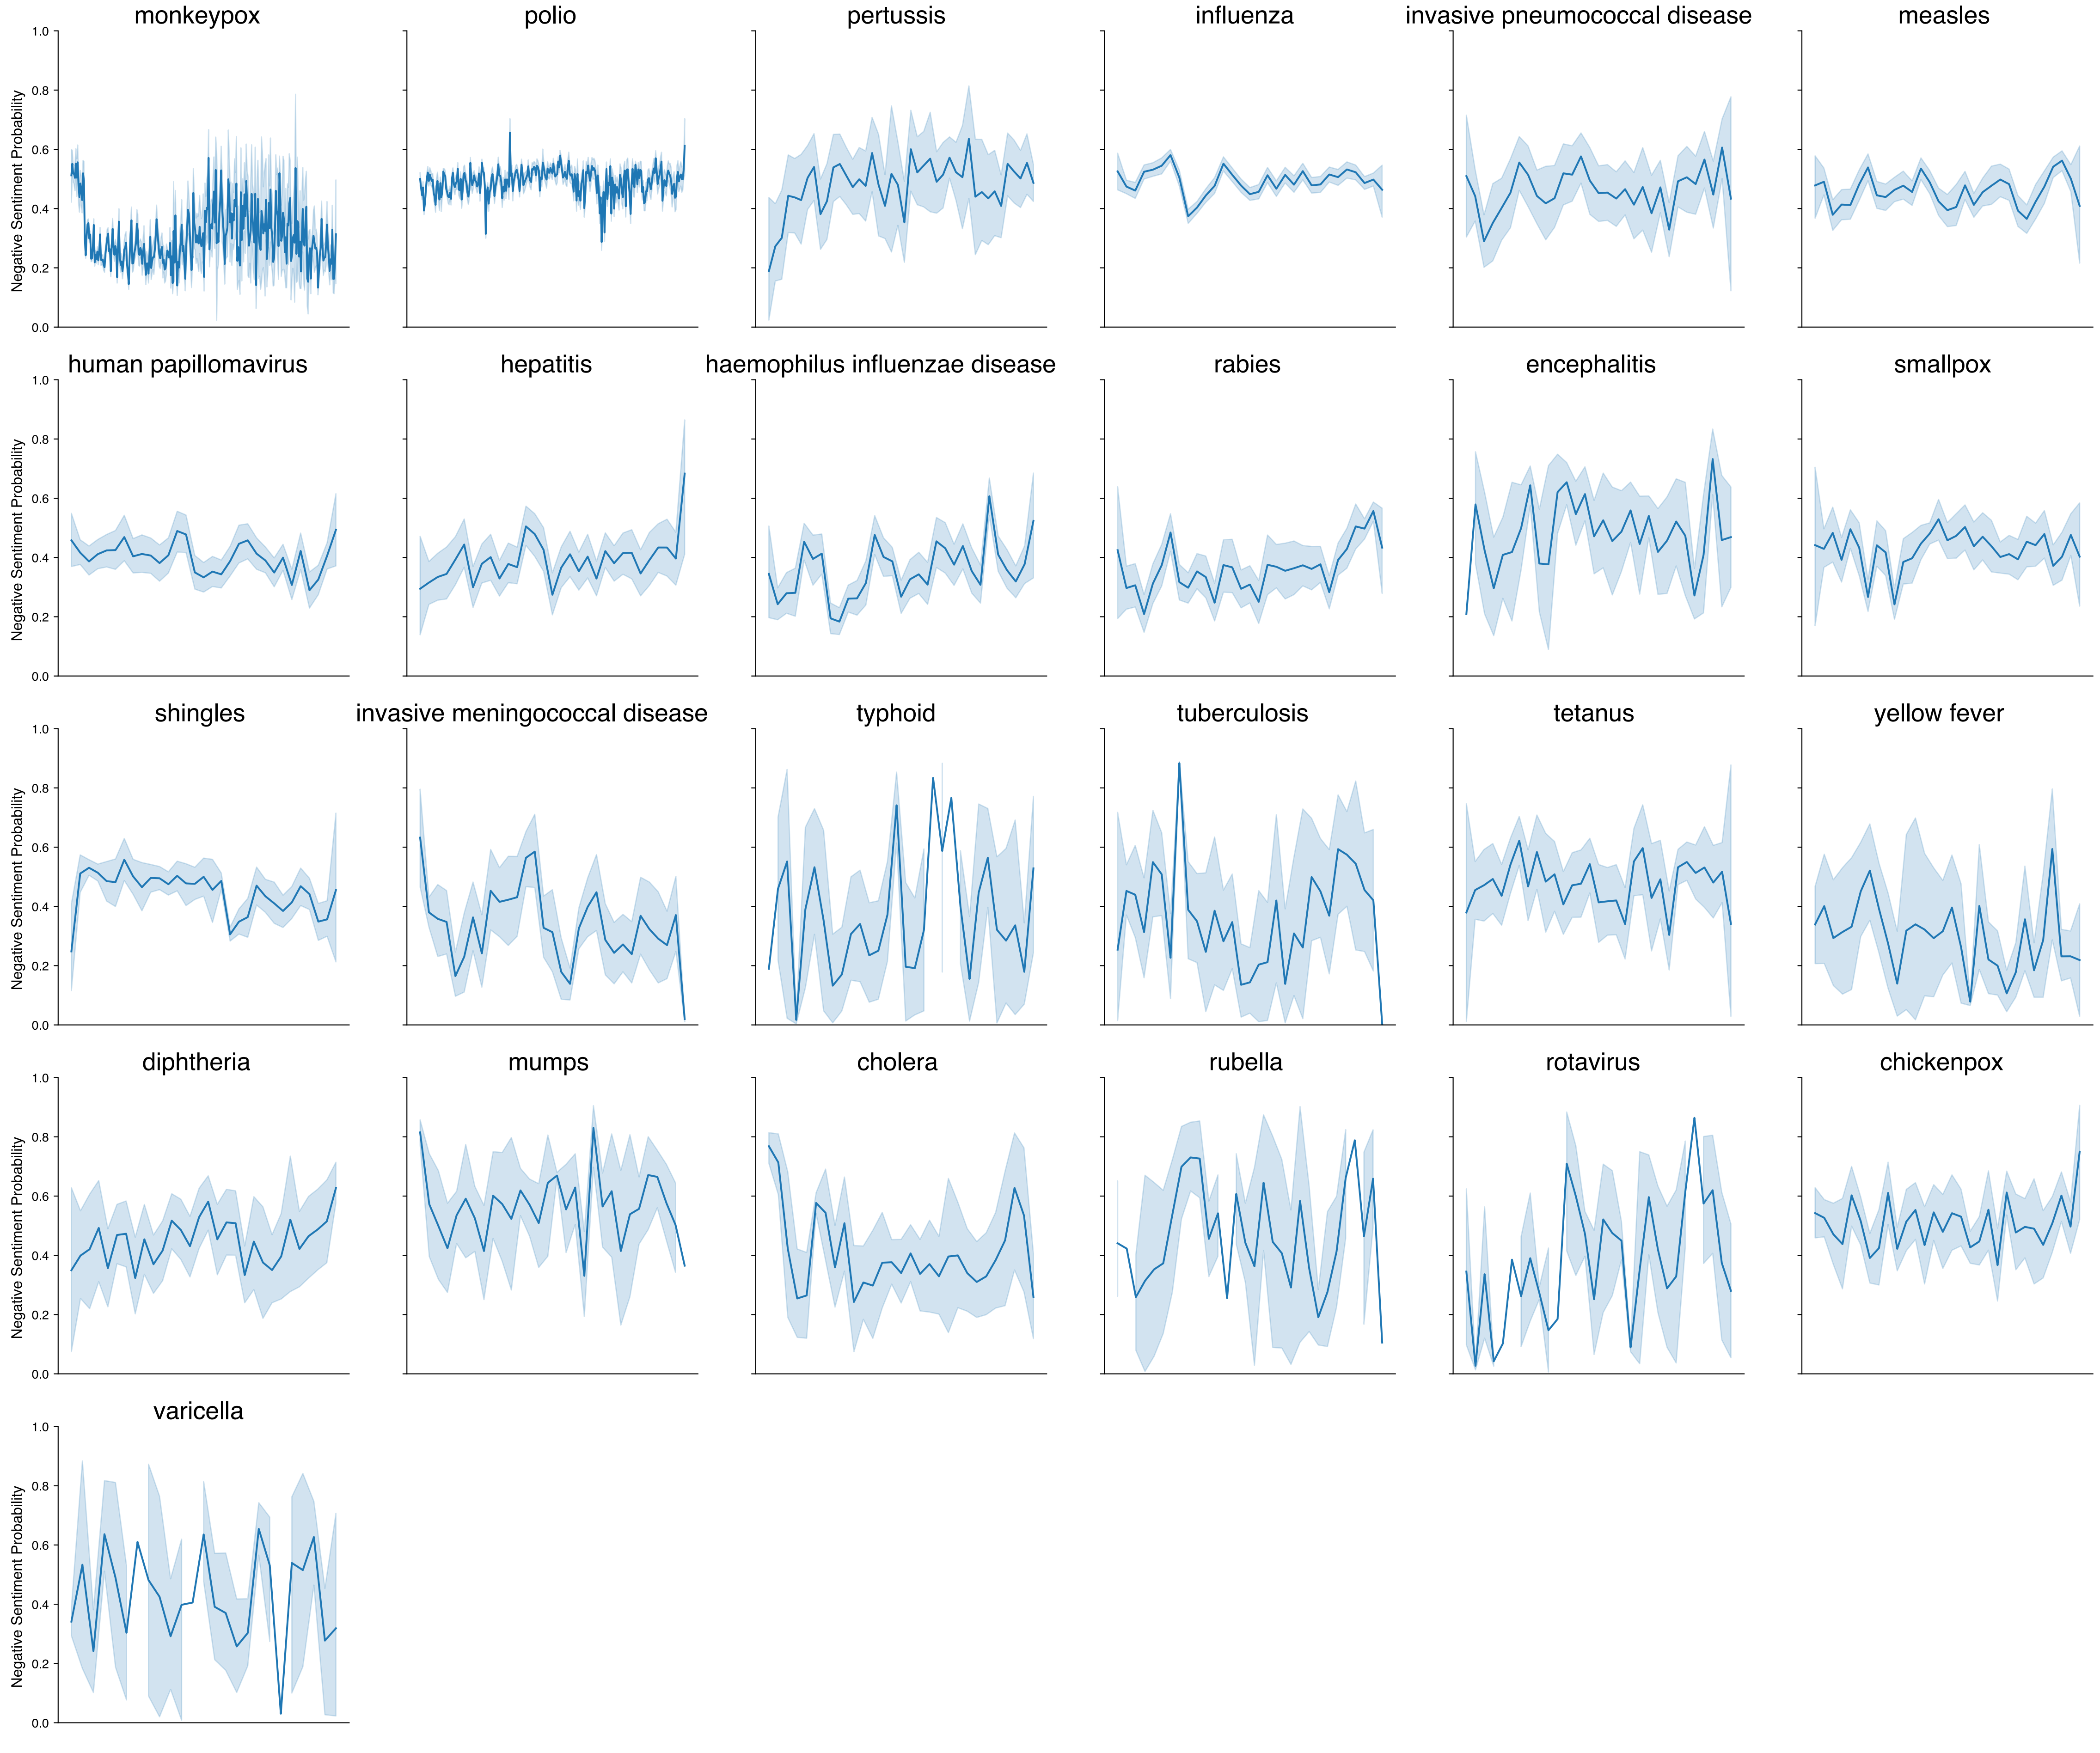 monkeypox
polio
pertussis
influenza
invasive pneumococcal disease
measles
1.0
0.8
0.6
0.4
0.2
0.0
Negative Sentiment Probability
human papillomavirus
hepatitis
haemophilus influenzae disease
rabies
encephalitis
smallpox
1.0
0.8
0.6
0.4
0.2
0.0
Negative Sentiment Probability
shingles
invasive meningococcal disease
typhoid
tuberculosis
tetanus
yellow fever
1.0
0.8
0.6
0.4
0.2
0.0
Negative Sentiment Probability
diphtheria
mumps
cholera
rubella
rotavirus
chickenpox
1.0
0.8
0.6
0.4
0.2
0.0
Negative Sentiment Probability
varicella
1.0
0.8
0.6
0.4
0.2
0.0
Negative Sentiment Probability